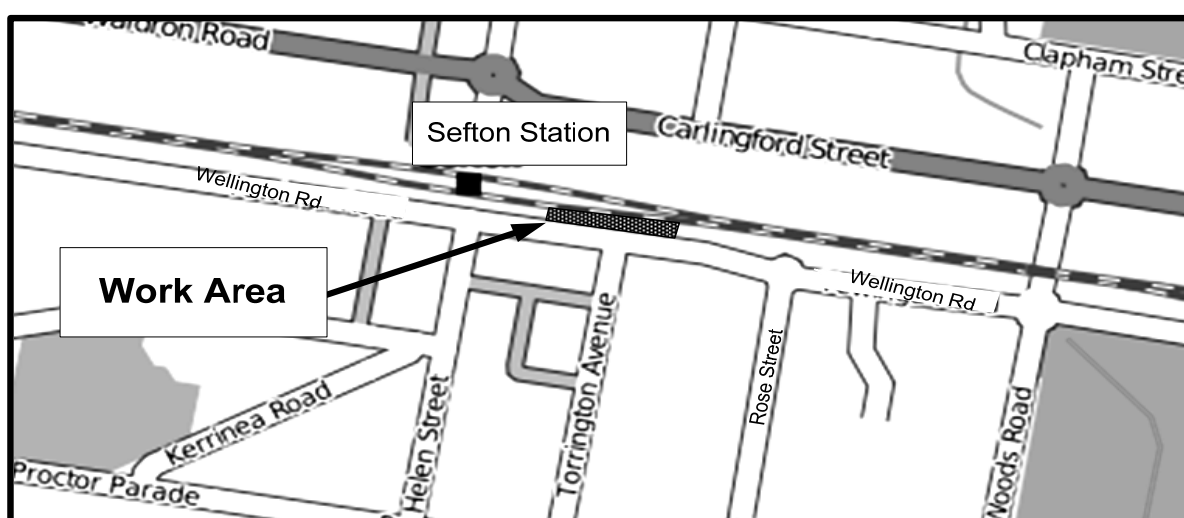 Waldron Road
Clapham Stre
Sefton Station
Carlingford Street
Wellington Rd
Work Area
Wellington Rd
Torrington Avenue
Rose Street
Helen Street
Kerrinea Road
Woods Road
Proctor Parade